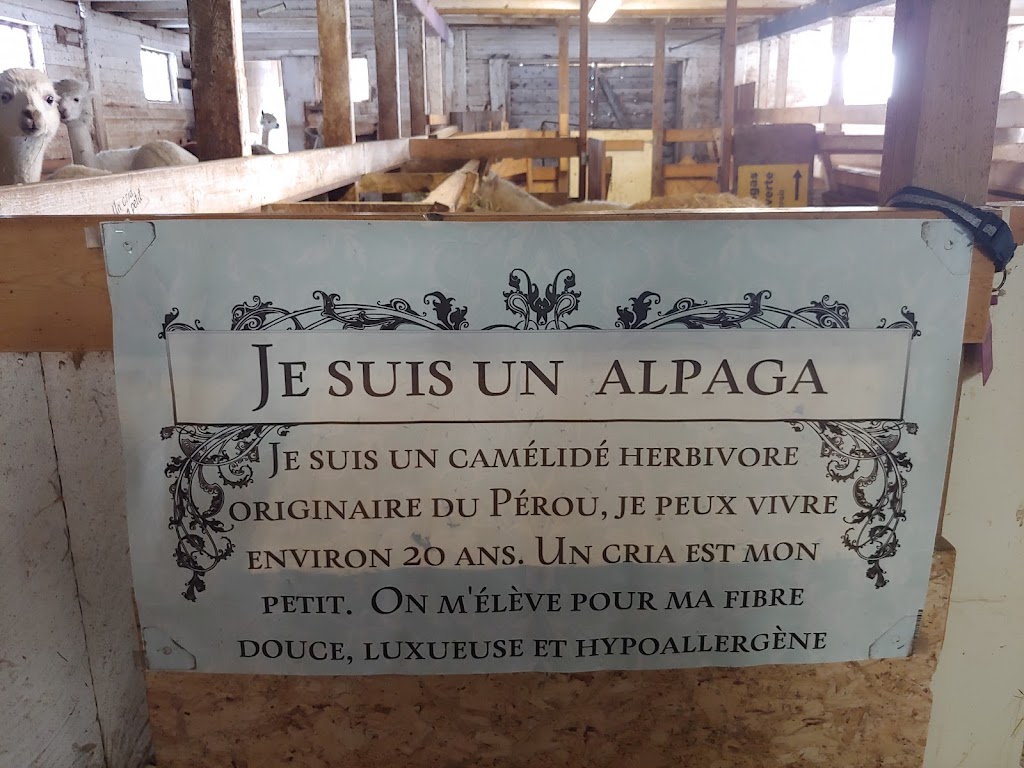 JE SUIS UN ALPAGA
JE SUIS UN CAMÉLIDÉ HERBIVORE
ORIGINAIRE DU PÉROU, JE PEUX VIVRE
ENVIRON 20 ANS. UN CRIA EST MON
PETIT. ON M'ÉLÈVE POUR MA FIBRE
DOUCE, LUXUEUSE ET HYPOALLERGÈNE